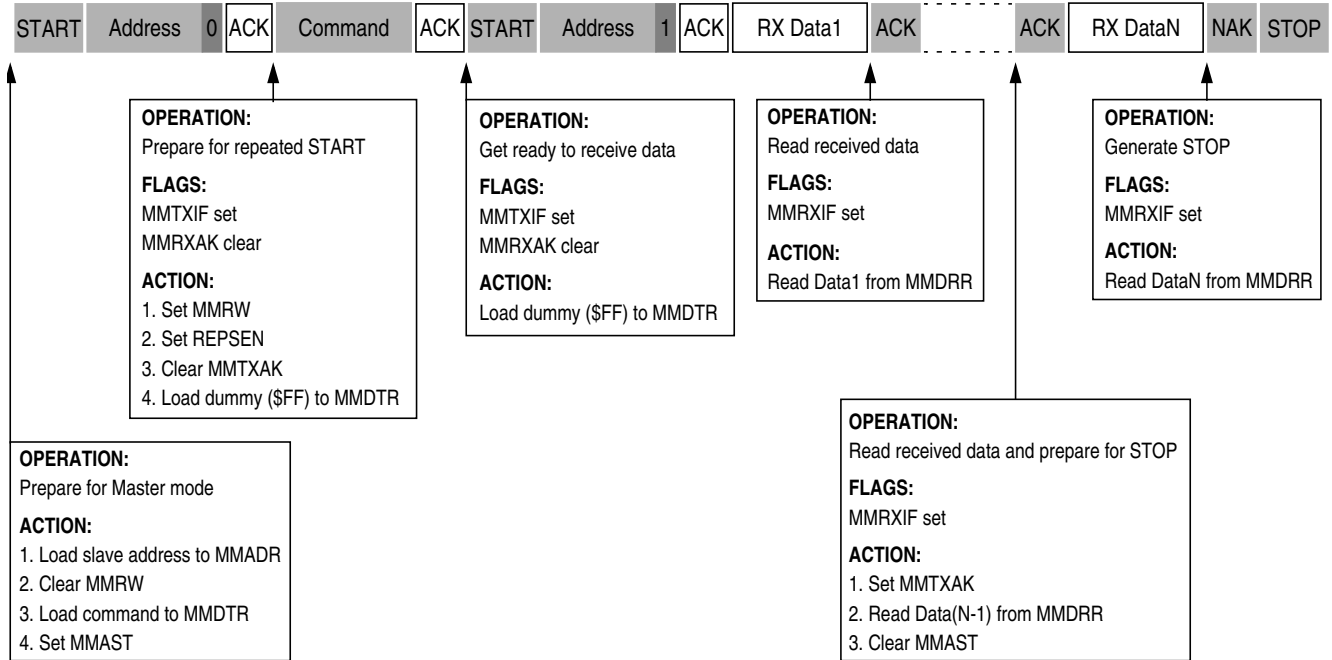 START Address 0 ACK Command ACK START Address 1 ACK RX Data1 ACK ACK RX DataN NAK STOP
OPERATION:
Prepare for repeated START
FLAGS:
MMTXIF set
MMRXAK clear
ACTION:
1. Set MMRW
2. Set REPSEN
3. Clear MMTXAK
4. Load dummy ($FF) to MMDTR
OPERATION:
Get ready to receive data
FLAGS:
MMTXIF set
MMRXAK clear
ACTION:
Load dummy ($FF) to MMDTR
OPERATION:
Read received data
FLAGS:
MMRXIF set
ACTION:
Read Data1 from MMDRR
OPERATION:
Generate STOP
FLAGS:
MMRXIF set
ACTION:
Read DataN from MMDRR
OPERATION:
Prepare for Master mode
ACTION:
1. Load slave address to MMADR
2. Clear MMRW
3. Load command to MMDTR
4. Set MMAST
OPERATION:
Read received data and prepare for STOP
FLAGS:
MMRXIF set
ACTION:
1. Set MMTXAK
2. Read Data(N-1) from MMDRR
3. Clear MMAST